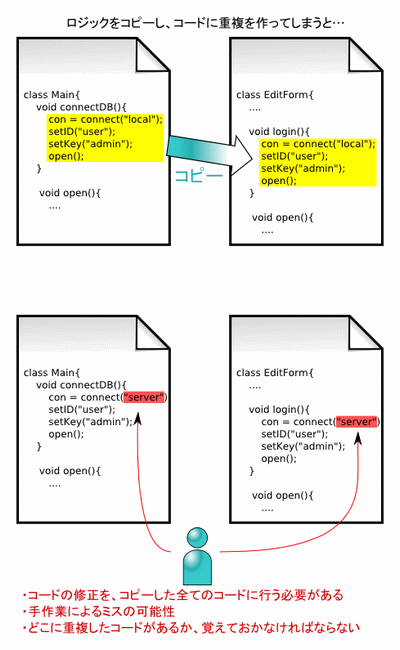 ロジックをコピーし、コードに重複を作ってしまうと…
class Main{
void connectDB(){
con = connect("local");
setID("user");
setKey("admin");
open();
}
void open(){
....
コピー
class EditForm{
....
void login(){
con = connect("local");
setID("user");
setKey("admin");
open();
}
void open(){
....
class Main{
void connectDB(){
con = connect("server")
setID("user");
setKey("admin");
open();
}
void open(){
....
class EditForm{
....
void login(){
con = connect("server")
setID("user");
setKey("admin");
open();
}
void open(){
....
・コードの修正を、コピーした全てのコードに行う必要がある
・手作業によるミスの可能性
・どこに重複したコードがあるか、覚えておかなければならない